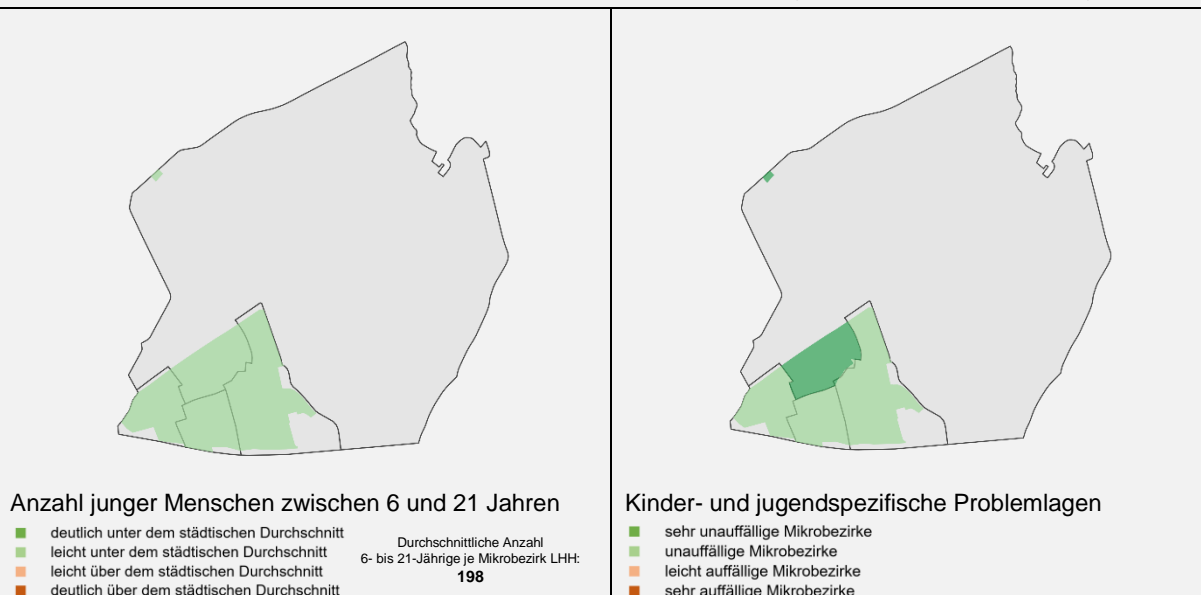 Anzahl junger Menschen zwischen 6 und 21 Jahren
deutlich unter dem städtischen Durchschnitt
leicht unter dem städtischen Durchschnitt
leicht über dem städtischen Durchschnitt
deutlich über dem städtischen Durchschnitt
Durchschnittliche Anzahl
6- bis 21-Jährige je Mikrobezirk LHH:
198
Kinder- und jugendspezifische Problemlagen
sehr unauffällige Mikrobezirke
unauffällige Mikrobezirke
leicht auffällige Mikrobezirke
sehr auffällige Mikrobezirke